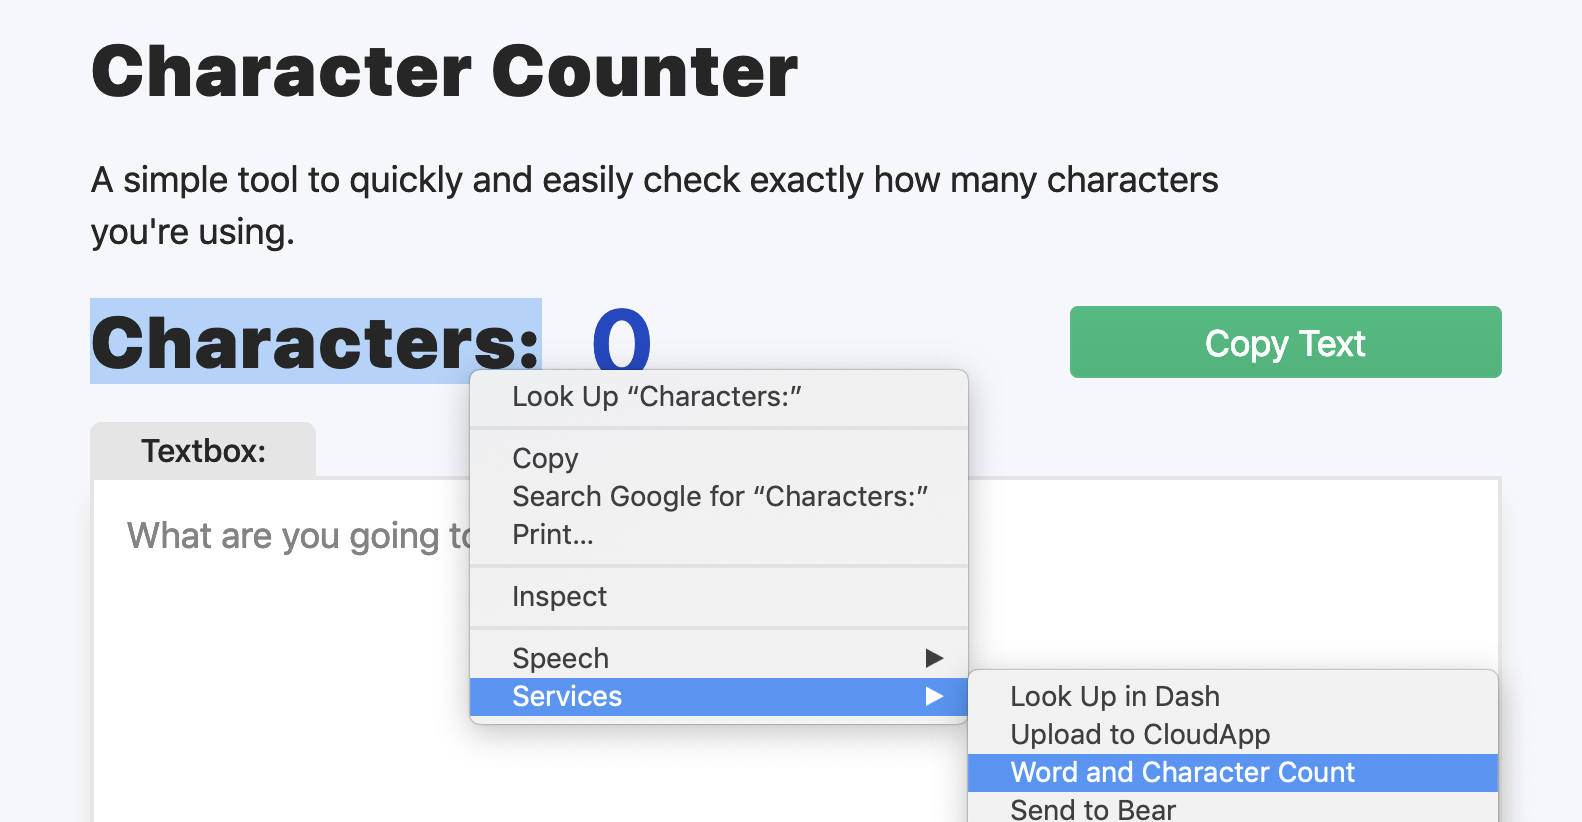 Character Counter
A simple tool to quickly and easily check exactly how many characters
you're using.
Characters: 0
Copy Text
Textbox:
What are you going to
Look Up “Characters:”
Copy
Search Google for “Characters:”
Print...
Inspect
Speech
Services
Look Up in Dash
Upload to CloudApp
Word and Character Count
Send to Bear